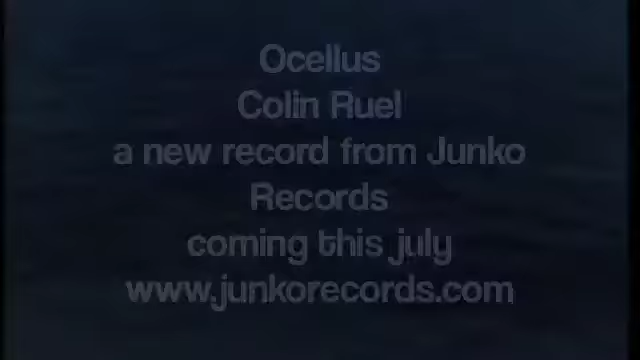 Ocellus
Colin Ruel
a new record from Junko
Records
coming this july
www.junkorecords.com